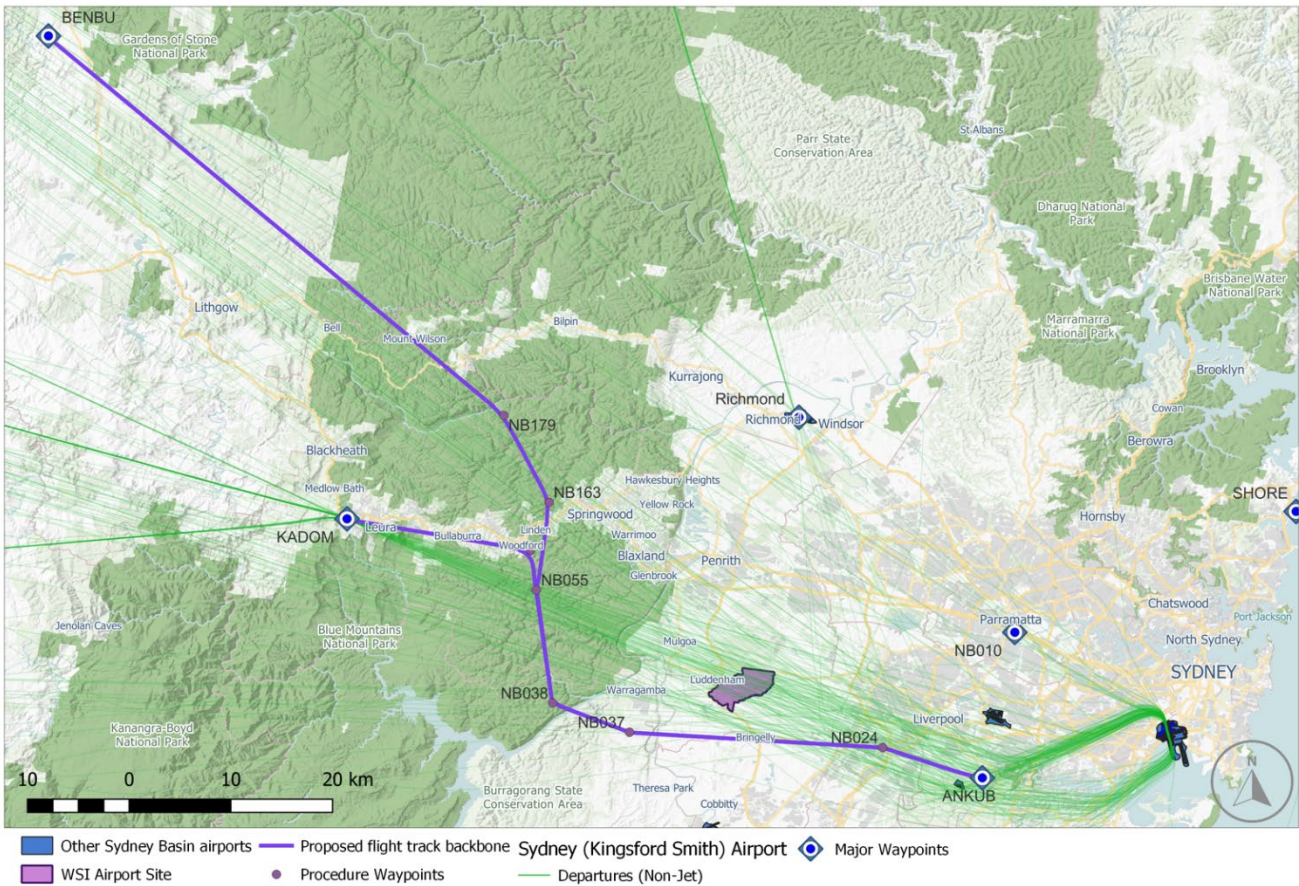 BENBU
Gardens of Stone
National Park
Parr State
Conservation Area
St Albans
Dharug National
Park
Brisbane Water
National Park
Lithgow
Bell
Mount Wilson
Bilpin
Marramarra
National Park
Brooklyn
Kurrajong
Richmond
Richmond
Windsor
Cowan
Berowra
NB179
Blackheath
Medlow Bath
NB163
Springwood
Hawkesbury Heights
Yellow Rock
SHORE
Hornsby
KADOM
Leura
Bullaburra
Linden
Woodford
Warrimoo
Blaxland
Glenbrook
Penrith
NB055
Chatswood
Port Jackson
Parramatta
North Sydney
NB010
SYDNEY
Jenolan Caves
Blue Mountains
National Park
Mulgoa
Luddenham
NB038
Warragamba
Liverpool
Kanangra-Boyd
National Park
NB037
Bringelly
NB024
N
10 0 10 20 km
Burragorang State
Conservation Area
Theresa Park
Cobbitty
ANKUB
Other Sydney Basin airports
Proposed flight track backbone
Sydney (Kingsford Smith) Airport
Major Waypoints
WSI Airport Site
Procedure Waypoints
Departures (Non-Jet)